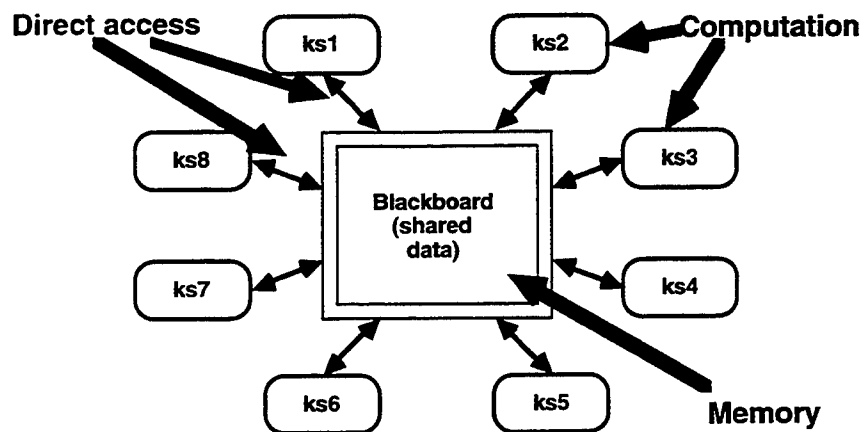 Direct access
Computation
ks1
ks2
ks8
ks3
Blackboard
(shared
data)
ks7
ks4
ks6
ks5
Memory